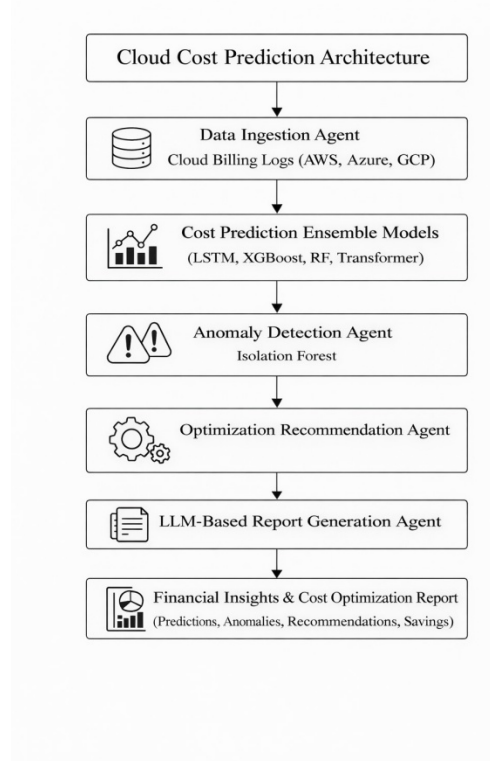 Cloud Cost Prediction Architecture
Data Ingestion Agent
Cloud Billing Logs (AWS, Azure, GCP)
Cost Prediction Ensemble Models
(LSTM, XGBoost, RF, Transformer)
Anomaly Detection Agent
Isolation Forest
Optimization Recommendation Agent
LLM-Based Report Generation Agent
Financial Insights & Cost Optimization Report
(Predictions, Anomalies, Recommendations, Savings)